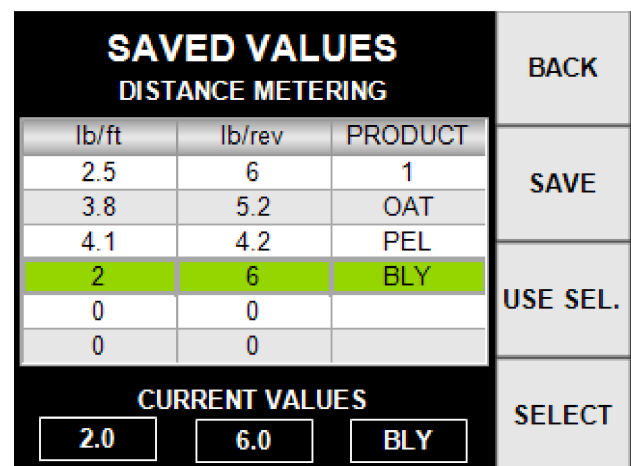 SAVED VALUES
DISTANCE METERING
lb/ft lb/rev PRODUCT
2.5 6 1
3.8 5.2 OAT
4.1 4.2 PEL
2 6 BLY
0 0
0 0
CURRENT VALUES
2.0 6.0 BLY
BACK
SAVE
USE SEL.
SELECT